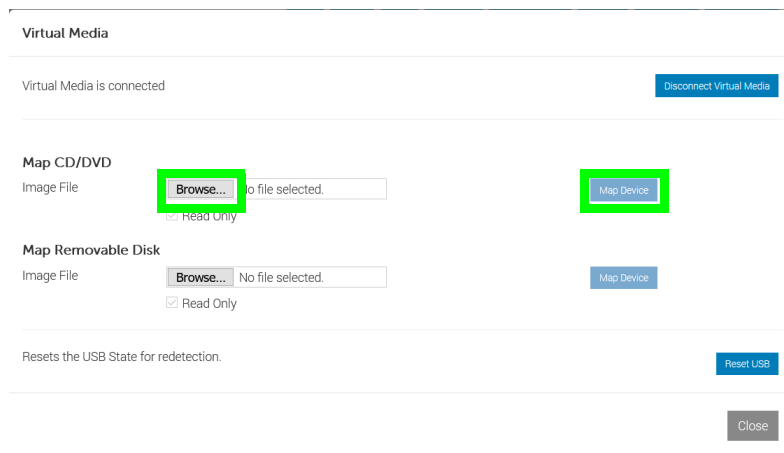 Virtual Media
Virtual Media is connected
Disconnect Virtual Media
Map CD/DVD
Image File
Browse... No file selected.
Map Device
Read Only
Map Removable Disk
Image File
Browse... No file selected.
Map Device
Read Only
Resets the USB State for redetection.
Reset USB
Close